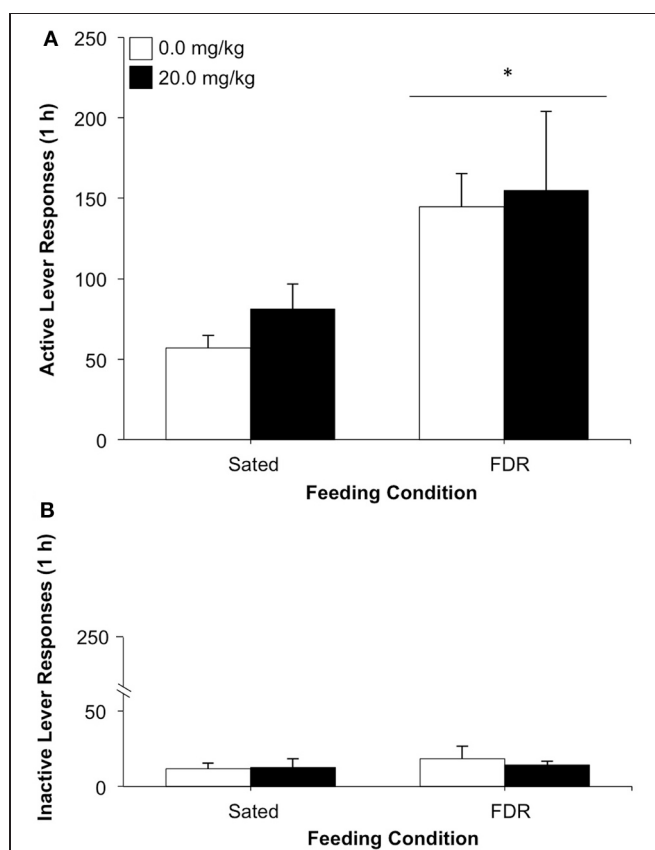 A
250
200
150
100
50
0
Active Lever Responses (1 h)
0.0 mg/kg
20.0 mg/kg
*
Sated
FDR
Feeding Condition
B
250
50
0
Inactive Lever Responses (1 h)
Sated
FDR
Feeding Condition